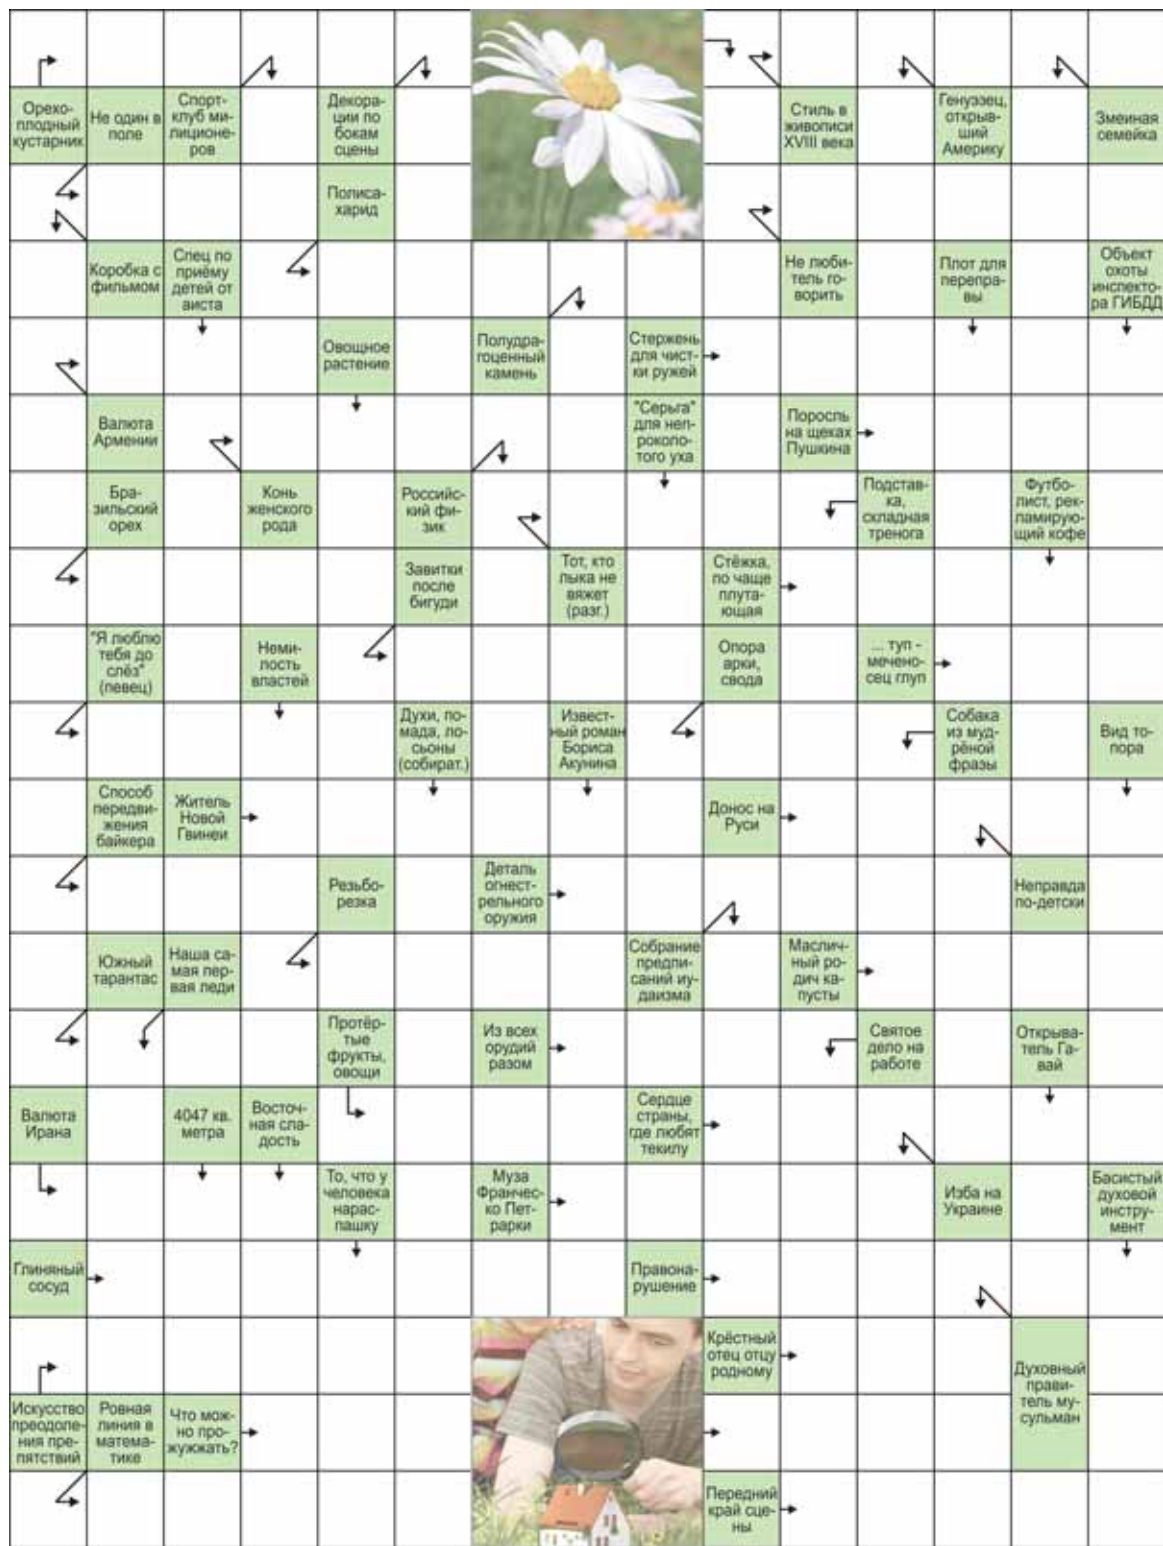 Орехо-
плодный
кустарник
Не один в
поле
Спорт-
клуб ми-
лиционе-
ров
Декора-
ции по
бокам
сцены
Стиль в
живописи
XVIII века
Генуэзец,
открыв-
ший
Америку
Змеиная
семейка
Полиса-
харид
Коробка с
фильмом
Спец по
приёму
детей от
аиста
Не люби-
тель го-
ворить
Плот для
перепра-
вы
Объект
охоты
инспекто-
ра ГИБДД
Овощное
растение
Полудра-
гоценный
камень
Стержень
для чист-
ки ружей
Валюта
Армении
"Серьга"
для неп-
роколо-
того уха
Поросль
на щеках
Пушкина
Бра-
зильский
орех
Конь
женского
рода
Российс-
кий фи-
зик
Подстав-
ка,
складная
тренога
Футбо-
лист, рек-
ламирую-
щий кофе
Завитки
после
бигуди
Тот, кто
лыка не
вяжет
(разг.)
Стёжка,
по чаще
плута-
ющая
"Я люблю
тебя до
слёз"
(певец)
Неми-
лость
властей
Опора
арки,
свода
... туп -
мечено-
сец глуп
Духи, по-
мада, ло-
сьоны
(собират.)
Извест-
ный роман
Бориса
Акунина
Собака
из муд-
рёной
фразы
Вид то-
пора
Способ
передви-
жения
байкера
Житель
Новой
Гвинеи
Донос на
Руси
Резьбо-
резка
Деталь
огнест-
рельного
оружия
Неправда
по-детски
Южный
тарантас
Наша са-
мая пер-
вая леди
Собрание
предпи-
саний иу-
даизма
Маслич-
ный ро-
дич ка-
пусты
Протёр-
тые
фрукты,
овощи
Из всех
орудий
разом
Святое
дело на
работе
Открыва-
тель Га-
вай
Валюта
Ирана
4047 кв.
метра
Восточ-
ная сла-
дость
Сердце
страны,
где любят
текилу
То, что у
человека
нарас-
пашку
Муза
Франчес-
ко Пет-
рарки
Изба на
Украине
Басистый
духовой
инстру-
мент
Глиняный
сосуд
Правона-
рушение
Крёстный
отец отцу
родному
Духовный
прави-
тель му-
сульман
Искусство
преодоле-
ния пре-
пятствий
Ровная
линия в
матема-
тике
Что мож-
но про-
жужжать?
Передний
край сце-
ны